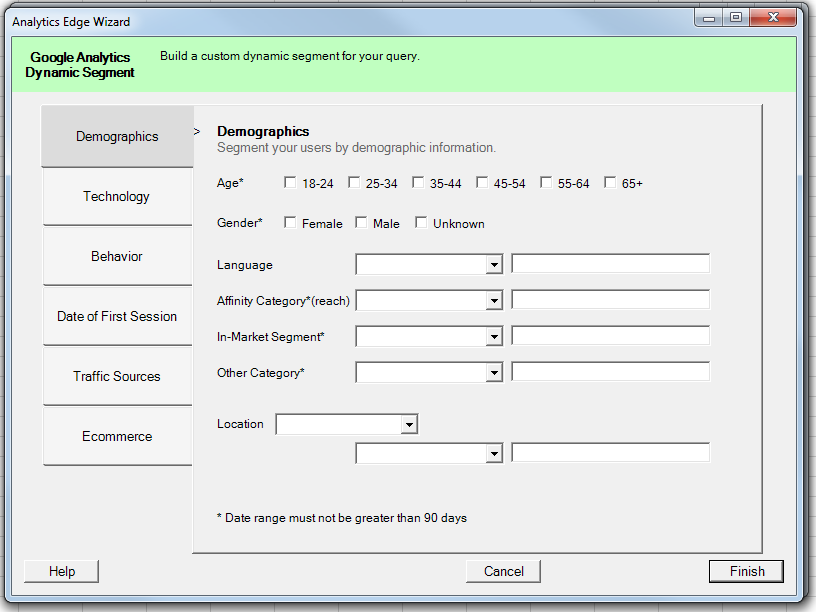 Analytics Edge Wizard
Google Analytics
Dynamic Segment
Build a custom dynamic segment for your query.
Demographics
Technology
Behavior
Date of First Session
Traffic Sources
Ecommerce
>
Demographics
Segment your users by demographic information.
Age* 18-24 25-34 35-44 45-54 55-64 65+
Gender* Female Male Unknown
Language
Affinity Category*(reach)
In-Market Segment*
Other Category*
Location
* Date range must not be greater than 90 days
Help Cancel Finish